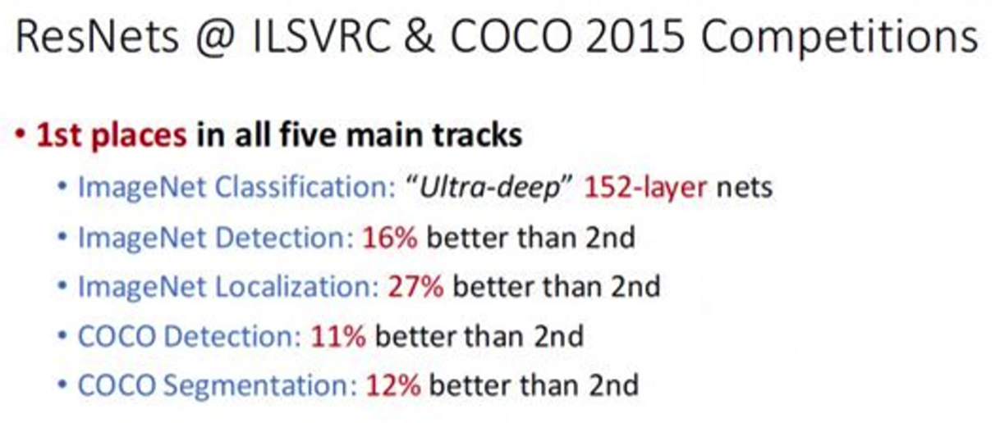 ResNets @ ILSVRC & COCO 2015 Competitions
• 1st places in all five main tracks
• ImageNet Classification: “Ultra-deep” 152-layer nets
• ImageNet Detection: 16% better than 2nd
• ImageNet Localization: 27% better than 2nd
• COCO Detection: 11% better than 2nd
• COCO Segmentation: 12% better than 2nd